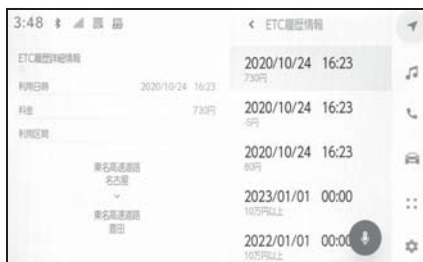 3:48
ETC履歴詳細情報
利用日時 2020/10/24 16:23
料金 730円
利用区間
東名高速道路
名古屋
東名高速道路
豊田
ETC履歴情報
2020/10/24 16:23
730円
2020/10/24 16:23
-5円
2020/10/24 16:23
60円
2023/01/01 00:00
10万円以上
2022/01/01 00:00
10万円以上